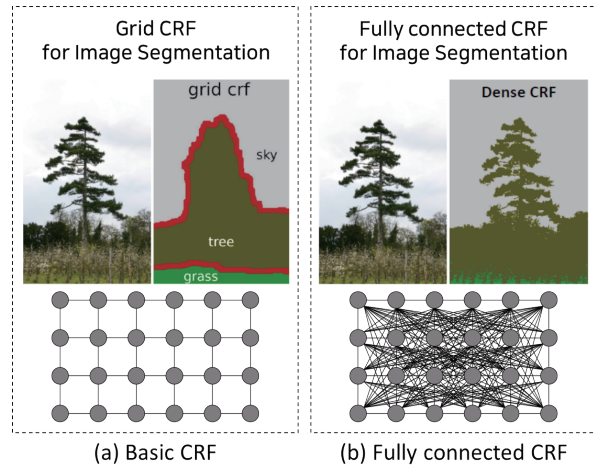 Grid CRF
for Image Segmentation
grid crf
sky
tree
grass
(a) Basic CRF
Fully connected CRF
for Image Segmentation
Dense CRF
(b) Fully connected CRF